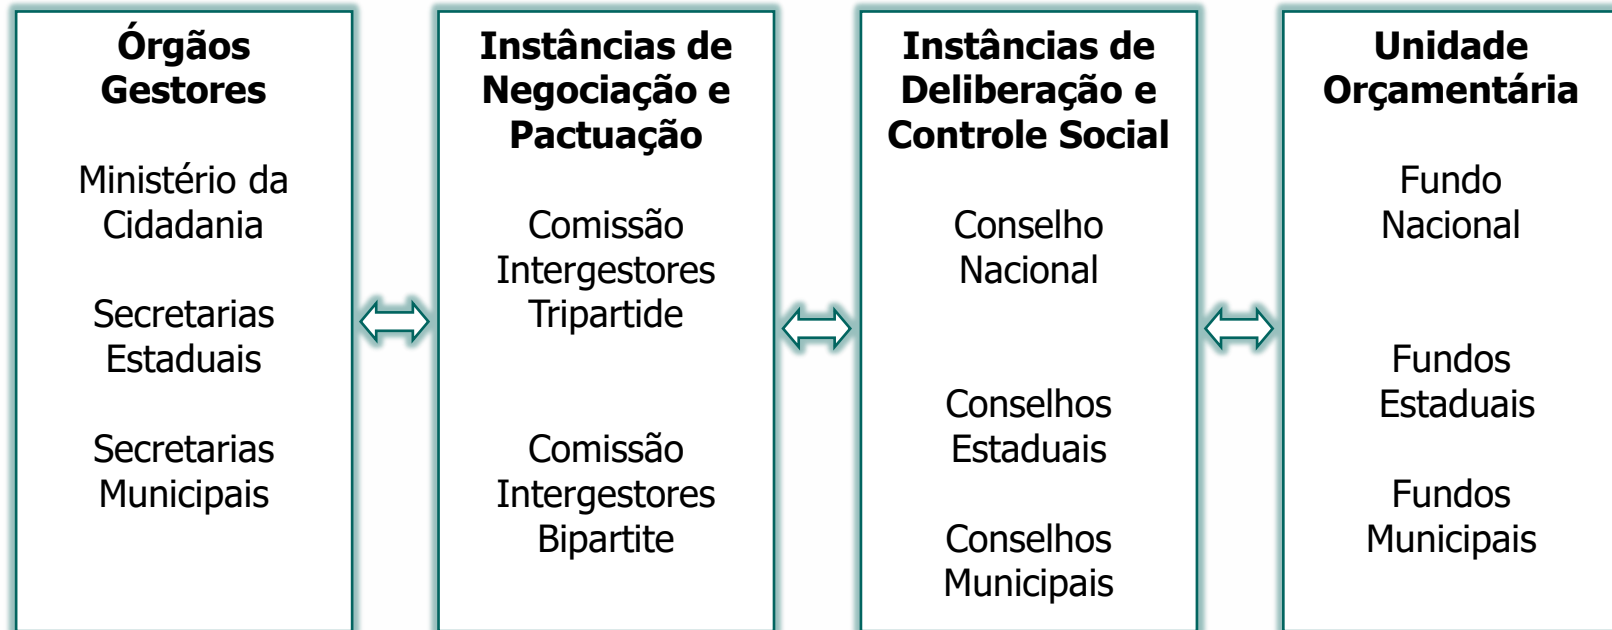 Órgãos
Gestores
Ministério da
Cidadania
Secretarias
Estaduais
Secretarias
Municipais
Instâncias de
Negociação e
Pactuação
Comissão
Intergestores
Tripartide
Comissão
Intergestores
Bipartite
Instâncias de
Deliberação e
Controle Social
Conselho
Nacional
Conselhos
Estaduais
Conselhos
Municipais
Unidade
Orçamentária
Fundo
Nacional
Fundos
Estaduais
Fundos
Municipais